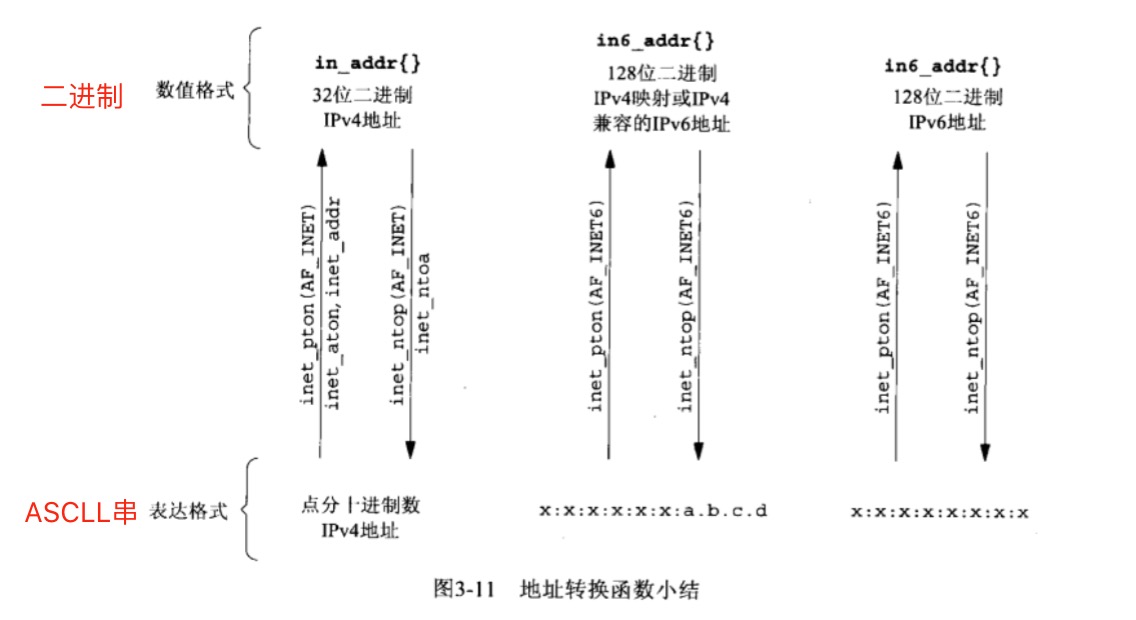 in_addr{}
32位二进制
IPv4地址
in6_addr{}
128位二进制
IPv4映射或IPv4
兼容的IPv6地址
in6_addr{}
128位二进制
IPv6地址
二进制
数值格式
inet_pton(AF_INET)
inet_aton,inet_addr
inet_ntop(AF_INET)
inet_ntoa
inet_pton(AF_INET6)
inet_ntop(AF_INET6)
inet_pton(AF_INET6)
inet_ntop(AF_INET6)
ASCLL串
表达格式
点分十进制数
IPv4地址
x:x:x:x:x:x:a.b.c.d
x:x:x:x:x:x:x:x
图3-11 地址转换函数小结